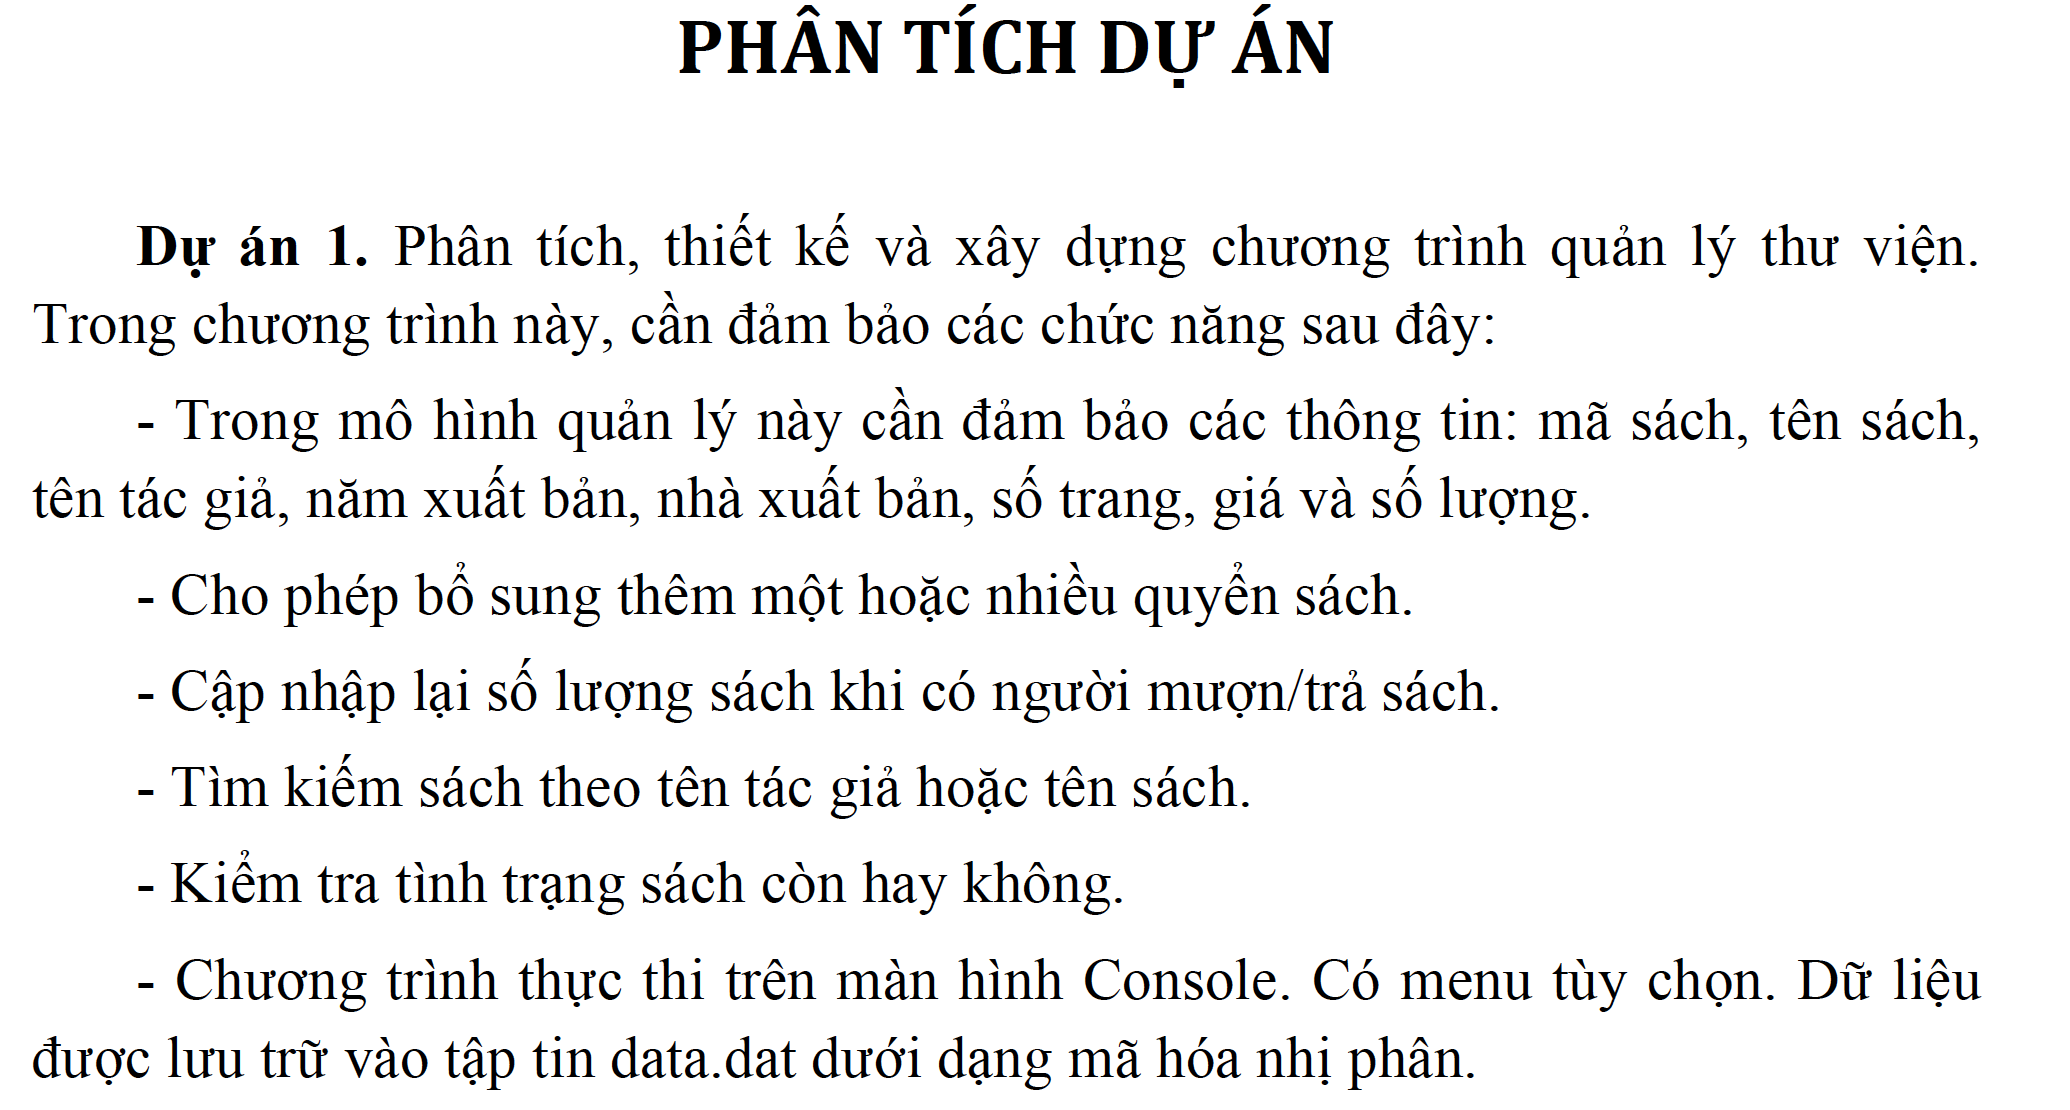 PHÂN TÍCH DỰ ÁN
Dự án 1. Phân tích, thiết kế và xây dựng chương trình quản lý thư viện.
Trong chương trình này, cần đảm bảo các chức năng sau đây:
- Trong mô hình quản lý này cần đảm bảo các thông tin: mã sách, tên sách,
tên tác giả, năm xuất bản, nhà xuất bản, số trang, giá và số lượng.
- Cho phép bổ sung thêm một hoặc nhiều quyển sách.
- Cập nhập lại số lượng sách khi có người mượn/trả sách.
- Tìm kiếm sách theo tên tác giả hoặc tên sách.
- Kiểm tra tình trạng sách còn hay không.
- Chương trình thực thi trên màn hình Console. Có menu tùy chọn. Dữ liệu
được lưu trữ vào tập tin data.dat dưới dạng mã hóa nhị phân.